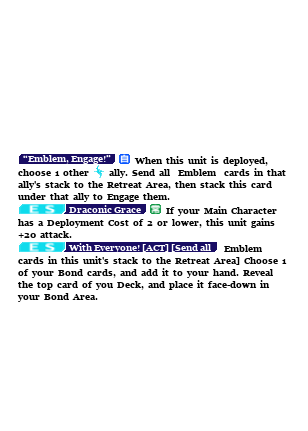 "Emblem, Engage!" 自 When this unit is deployed,
choose 1 other ally. Send all Emblem cards in that
ally's stack to the Retreat Area, then stack this card
under that ally to Engage them.
ES Draconic Grace If your Main Character
has a Deployment Cost of 2 or lower, this unit gains
+20 attack.
ES With Everyone! [ACT] [Send all Emblem
cards in this unit's stack to the Retreat Area] Choose 1
of your Bond cards, and add it to your hand. Reveal
the top card of you Deck, and place it face-down in
your Bond Area.